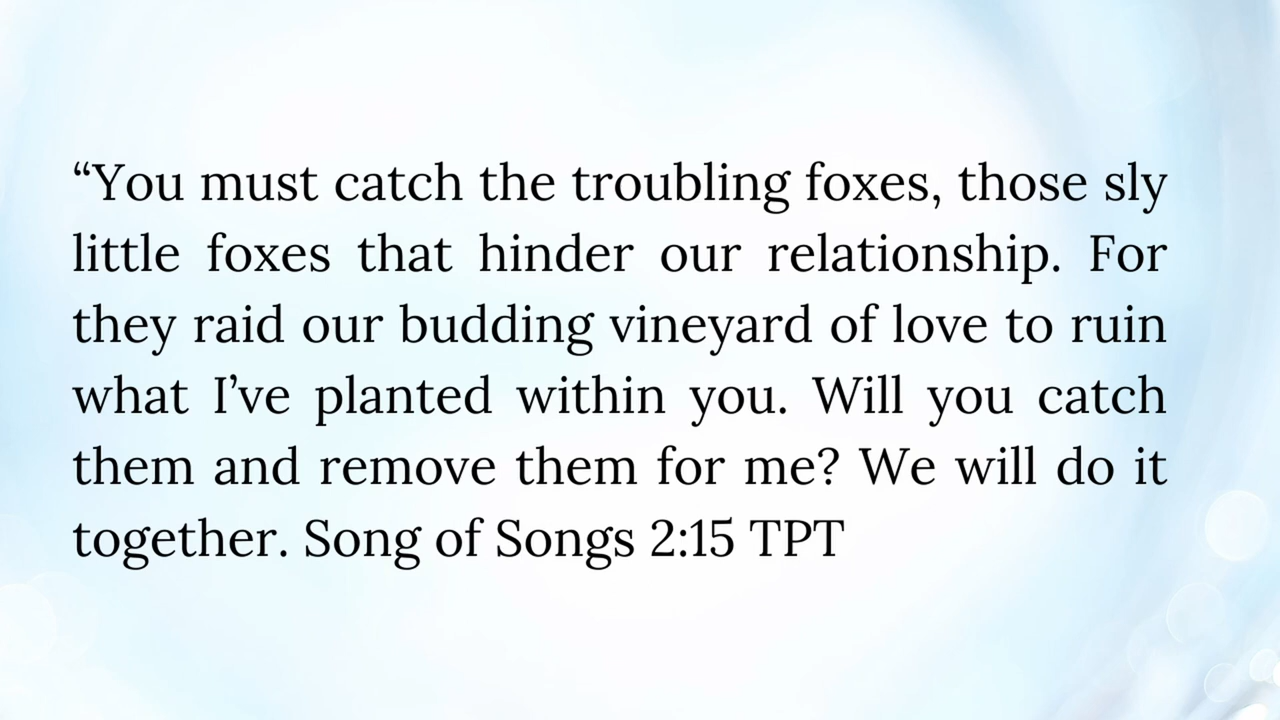 “You must catch the troubling foxes, those sly
little foxes that hinder our relationship. For
they raid our budding vineyard of love to ruin
what I’ve planted within you. Will you catch
them and remove them for me? We will do it
together. Song of Songs 2:15 TPT